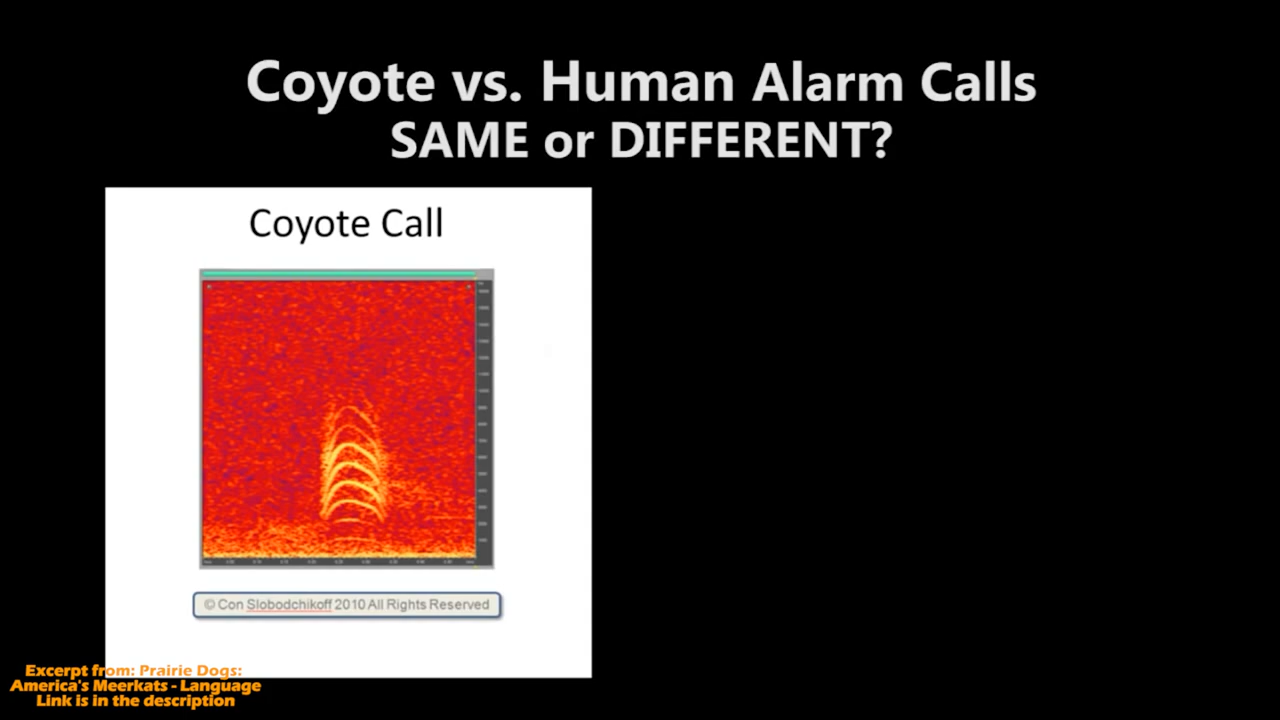 Coyote vs. Human Alarm Calls
SAME or DIFFERENT?
Coyote Call
© Con Slobodchikoff 2010 All Rights Reserved
Excerpt from: Prairie Dogs:
America's Meerkats - Language
Link is in the description